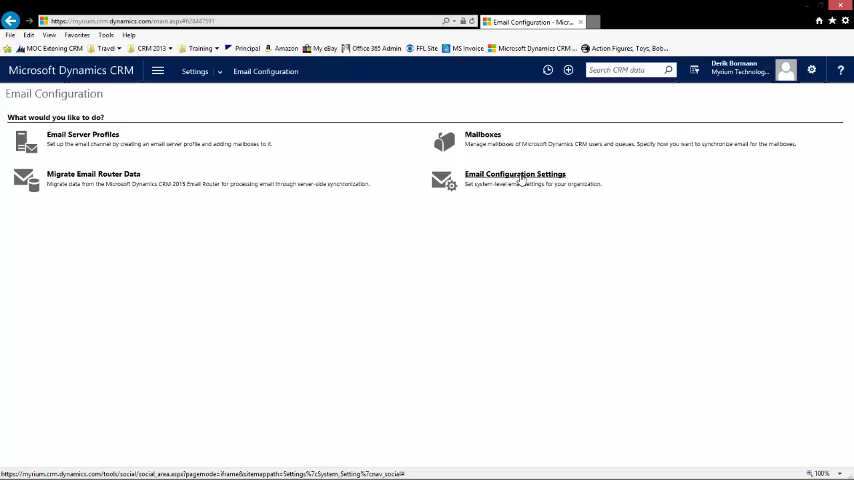 https://myrium.crm.dynamics.com/main.aspx#628447591
Email Configuration - Micr...
File Edit View Favorites Tools Help
MOC Extering CRM Travel CRM 2013 Training Principal Amazon My eBay Office 365 Admin FFL Site MS Invoice Microsoft Dynamics CRM ... Action Figures, Toys, Bob...
Microsoft Dynamics CRM Settings Email Configuration Search CRM data Derik Bormann
Myrium Technolog...
Email Configuration
What would you like to do?
Email Server Profiles
Set up the email channel by creating an email server profile and adding mailboxes to it.
Mailboxes
Manage mailboxes of Microsoft Dynamics CRM users and queues. Specify how you want to synchronize email for the mailboxes.
Migrate Email Router Data
Migrate data from the Microsoft Dynamics CRM 2015 Email Router for processing email through server-side synchronization.
Email Configuration Settings
Set system-level email settings for your organization.
https://myrium.crm.dynamics.com/tools/social/social_area.aspx?pagemode=iframe&sitemappath=Settings%7cSystem_Setting%7cnav_social#
100%